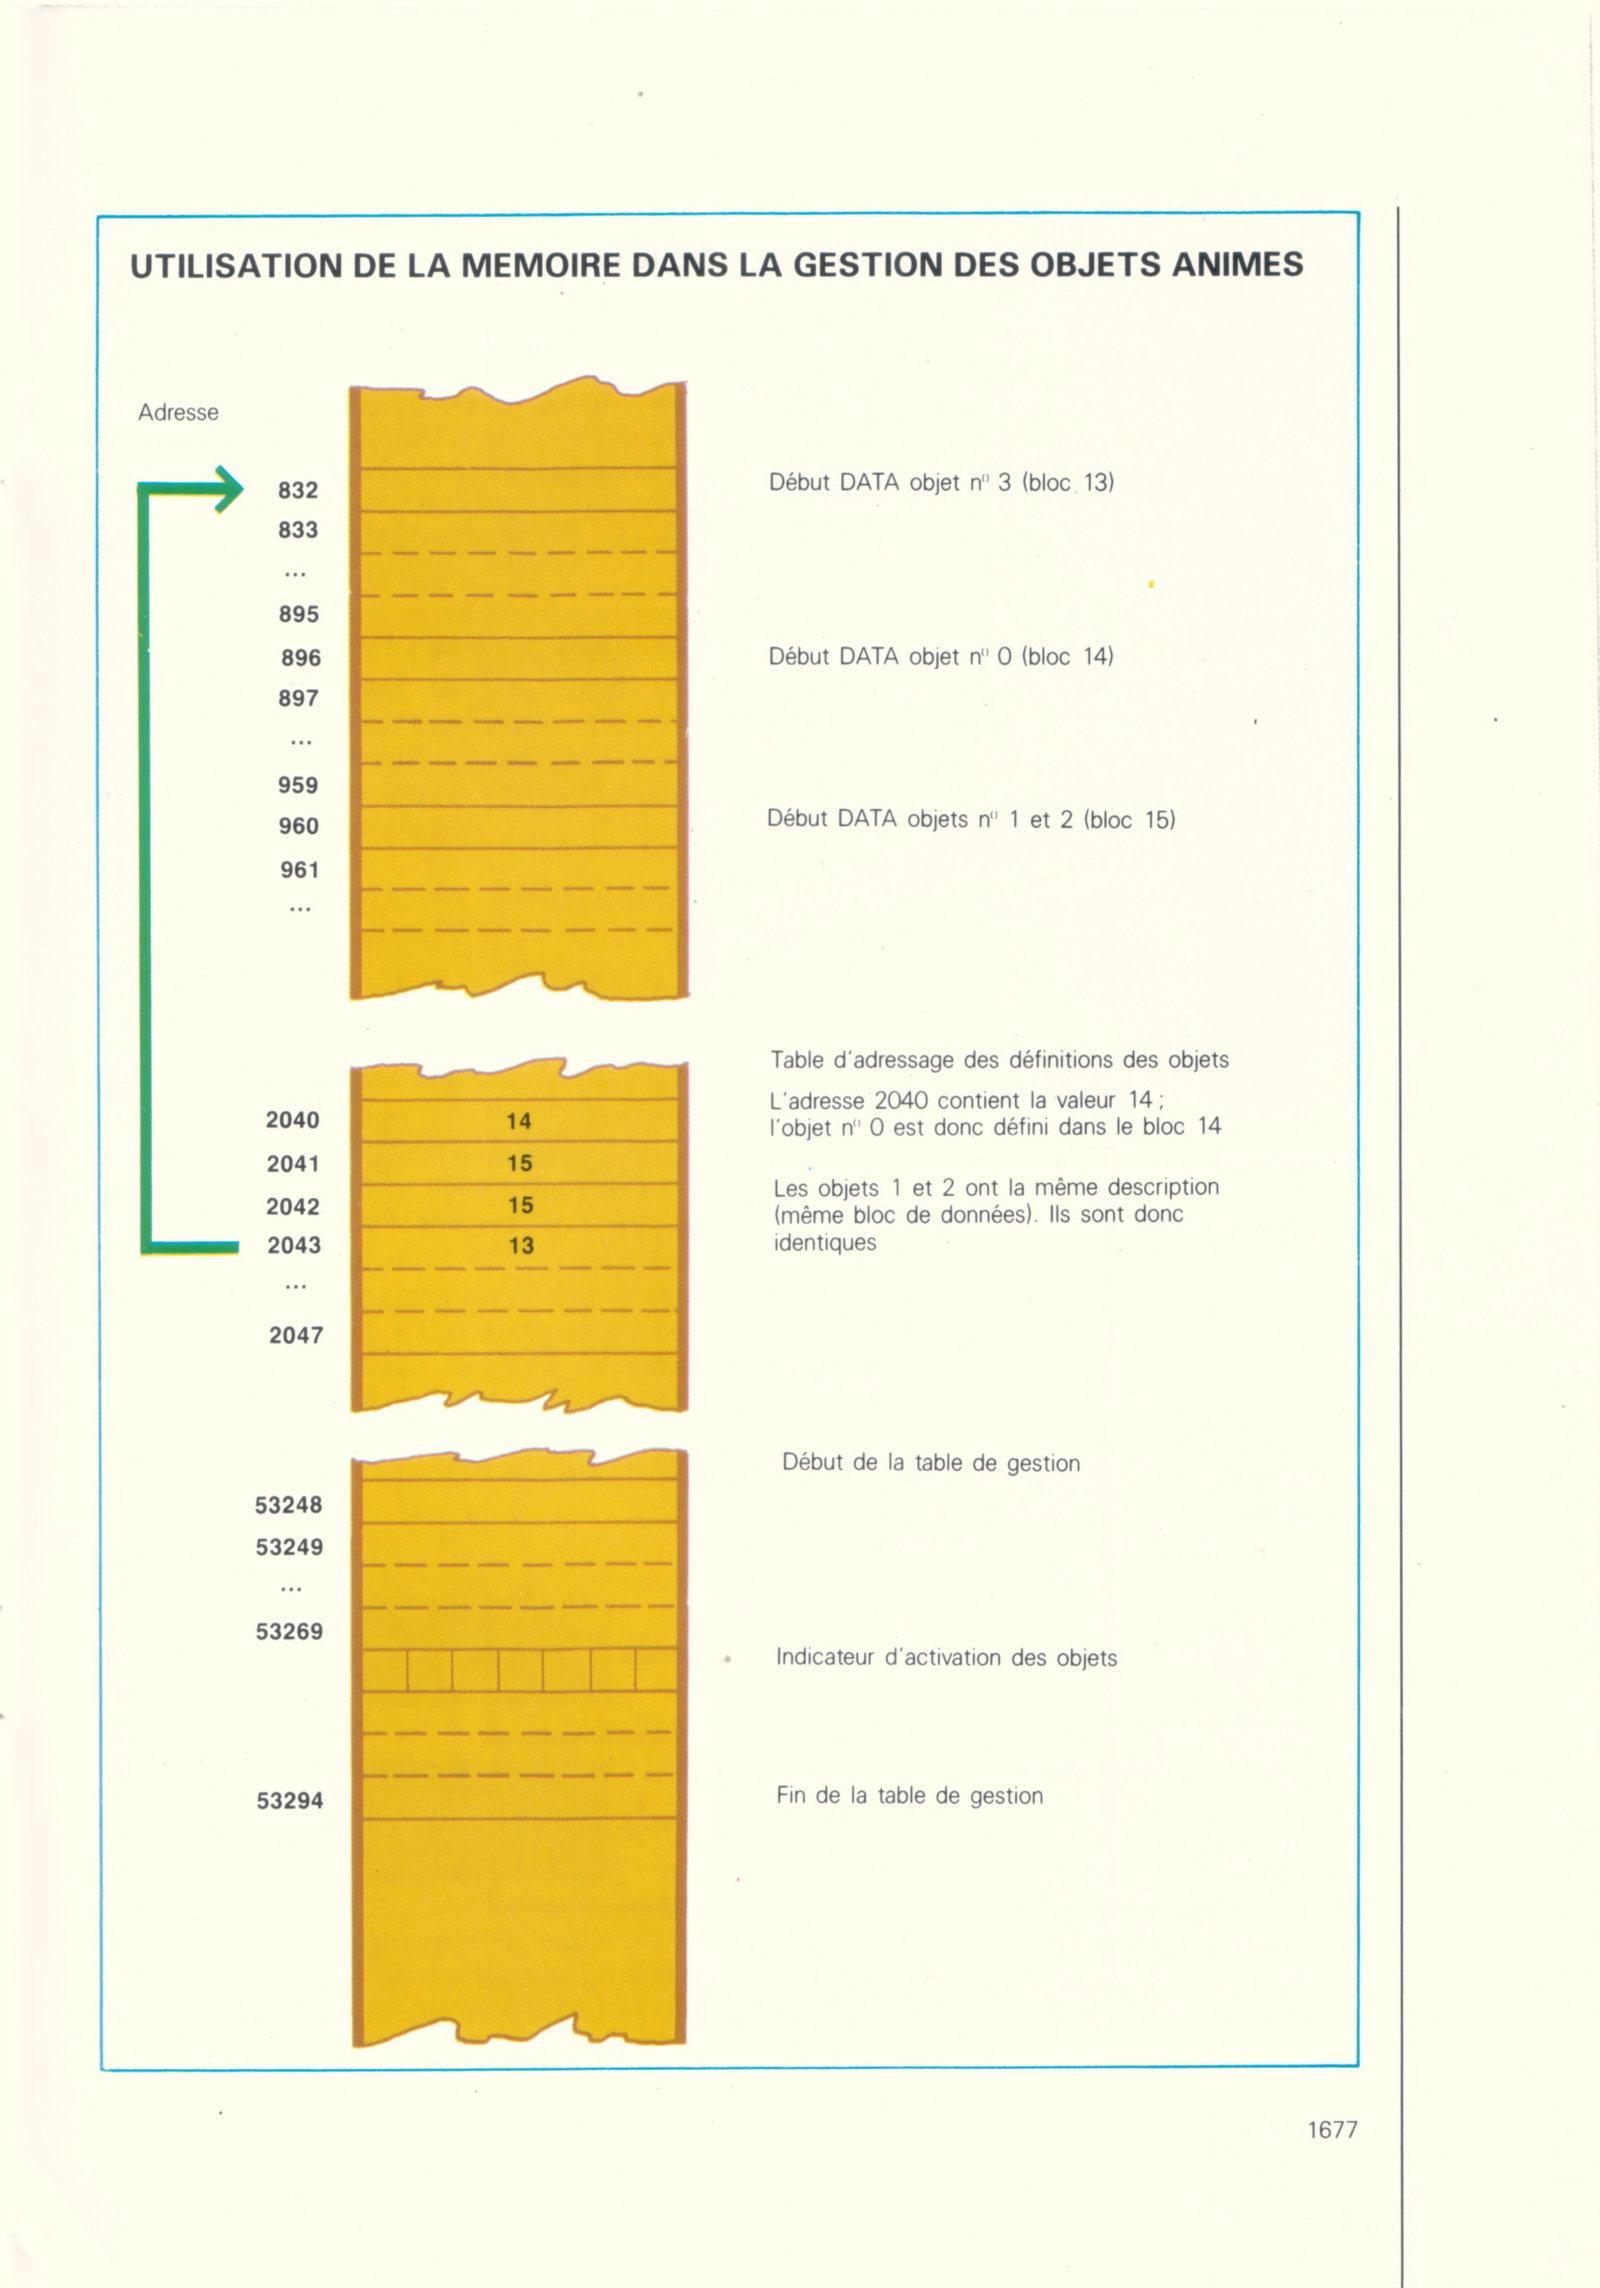 UTILISATION DE LA MEMOIRE DANS LA GESTION DES OBJETS ANIMES
Adresse
832 Début DATA objet nº 3 (bloc 13)
833
...
895
896 Début DATA objet nº 0 (bloc 14)
897
...
959
960 Début DATA objets nº 1 et 2 (bloc 15)
961
...
Table d'adressage des définitions des objets
2040 14 L'adresse 2040 contient la valeur 14 ;
l'objet nº 0 est donc défini dans le bloc 14
2041 15
Les objets 1 et 2 ont la même description
2042 15 (même bloc de données). Ils sont donc
2043 13 identiques
...
2047
Début de la table de gestion
53248
53249
...
53269
Indicateur d'activation des objets
53294 Fin de la table de gestion
1677